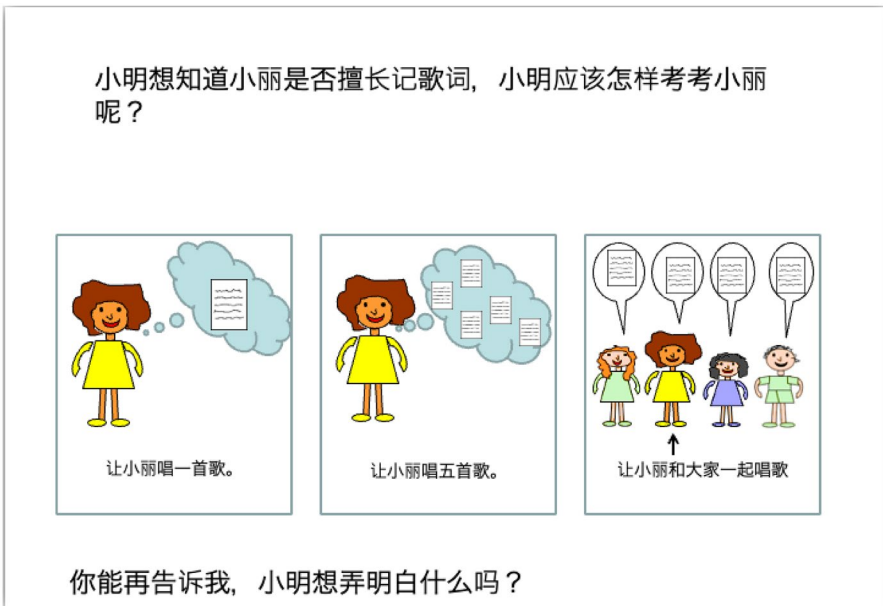 小明想知道小丽是否擅长记歌词，小明应该怎样考考小丽
呢？
让小丽唱一首歌。
让小丽唱五首歌。
让小丽和大家一起唱歌
你能再告诉我，小明想弄明白什么吗？